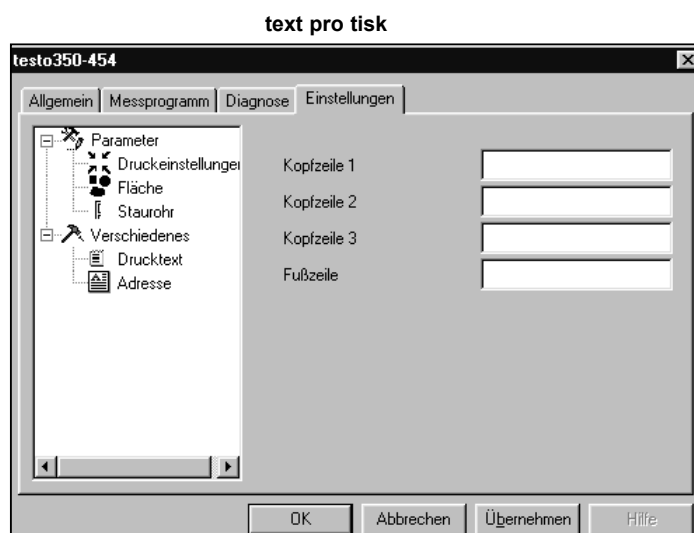 text pro tisk
testo350-454
Allgemein Messprogramm Diagnose Einstellungen
Parameter
Druckeinstellunger
Fläche
Staurohr
Verschiedenes
Drucktext
Adresse
Kopfzeile 1
Kopfzeile 2
Kopfzeile 3
Fußzeile
OK Abbrechen Übernehmen Hilfe